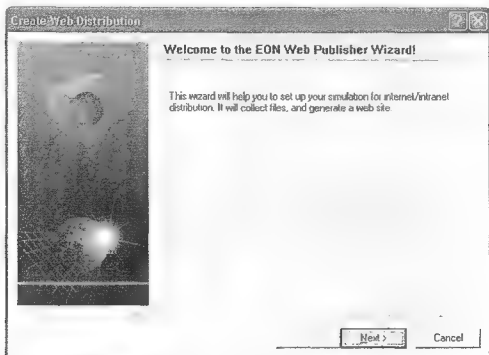 Create Web Distribution
Welcome to the EON Web Publisher Wizard!
This wizard will help you to set up your simulation for internet/intranet
distribution. It will collect files, and generate a web site
Next >
Cancel